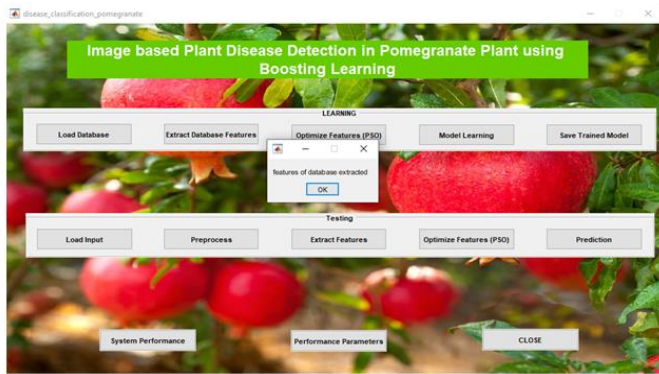 disease_classification_pomegranate
Image based Plant Disease Detection in Pomegranate Plant using
Boosting Learning
LEARNING
Load Database
Extract Database Features
Optimize Features (PSO)
Model Learning
Save Trained Model
features of database extracted
OK
Testing
Load Input
Preprocess
Extract Features
Optimize Features (PSO)
Prediction
System Performance
Performance Parameters
CLOSE